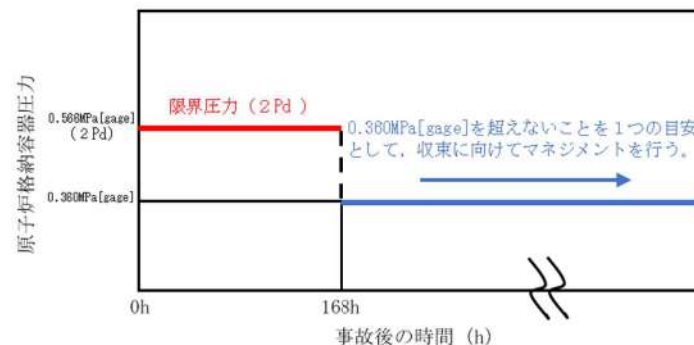 原子炉格納容器圧力
0.566MPa[gage]
(2Pd)
0.360MPa[gage]
限界圧力（２Pd ）
0.360MPa[gage]を超えないことを１つの目安
として，収束に向けてマネジメントを行う。
0h
168h
事故後の時間（h）